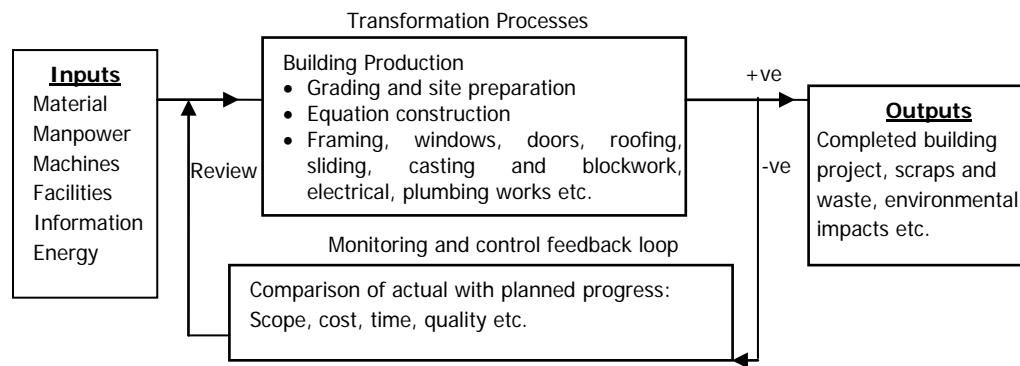 Transformation Processes
Inputs
Material
Manpower
Machines
Facilities
Information
Energy
Review
Building Production
• Grading and site preparation
• Equation construction
• Framing, windows, doors, roofing,
sliding, casting and blockwork,
electrical, plumbing works etc.
+ve
-ve
Outputs
Completed building
project, scraps and
waste, environmental
impacts etc.
Monitoring and control feedback loop
Comparison of actual with planned progress:
Scope, cost, time, quality etc.